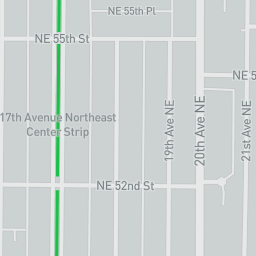 NE 55th Pl
NE 55th St
NE 5
17th Avenue Northeast
Center Strip
19th Ave NE
20th Ave NE
21st Ave NE
NE 52nd St